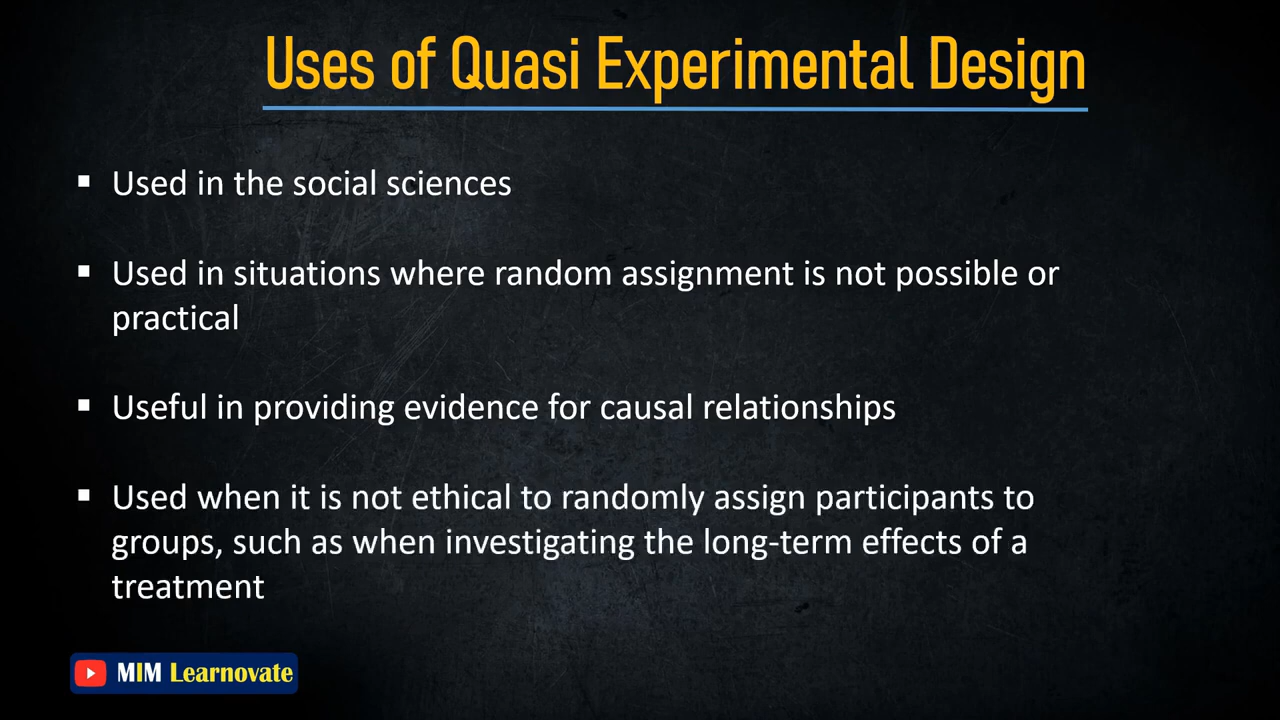 Uses of Quasi Experimental Design
▪ Used in the social sciences
▪ Used in situations where random assignment is not possible or
practical
▪ Useful in providing evidence for causal relationships
▪ Used when it is not ethical to randomly assign participants to
groups, such as when investigating the long-term effects of a
treatment
MIM Learnovate